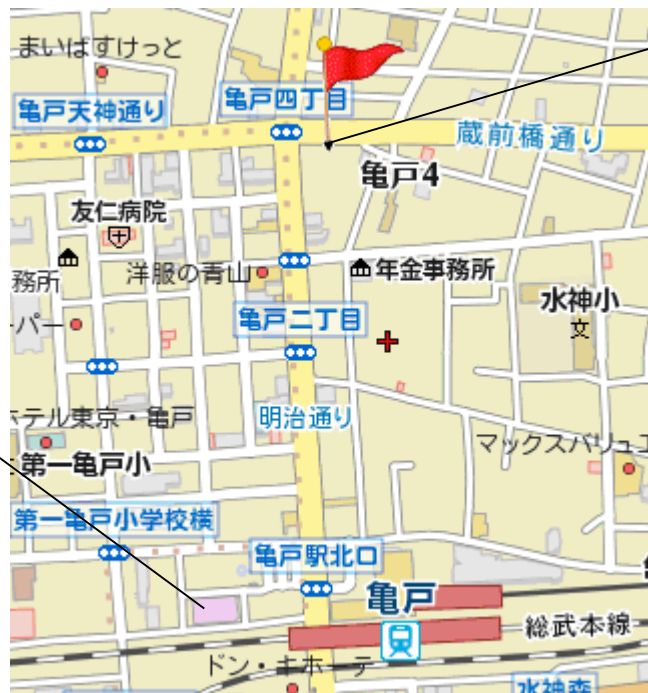 まいばすけっと
亀戸天神通り
亀戸四丁目
蔵前橋通り
亀戸4
友仁病院
洋服の青山
年金事務所
務所
水神小
文
パー
亀戸二丁目
テル東京・亀戸
明治通り
マックスバリュエ
第一亀戸小
第一亀戸小学校横
亀戸駅北口
亀戸
総武本線
ドン・キホーテ
水神森